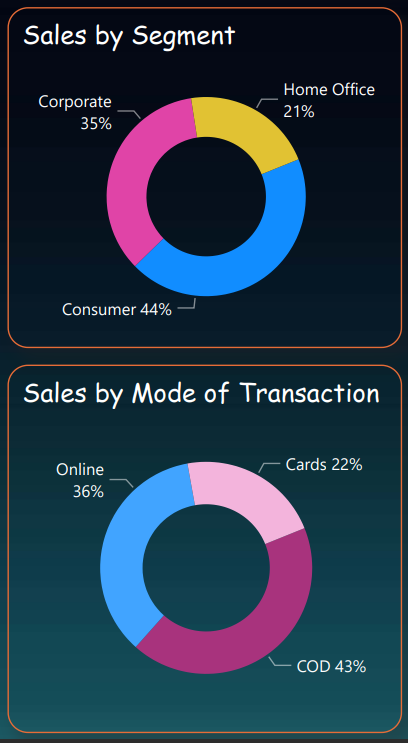 Sales by Segment
Home Office
21%
Corporate
35%
Consumer 44%
Sales by Mode of Transaction
Cards 22%
Online
36%
COD 43%